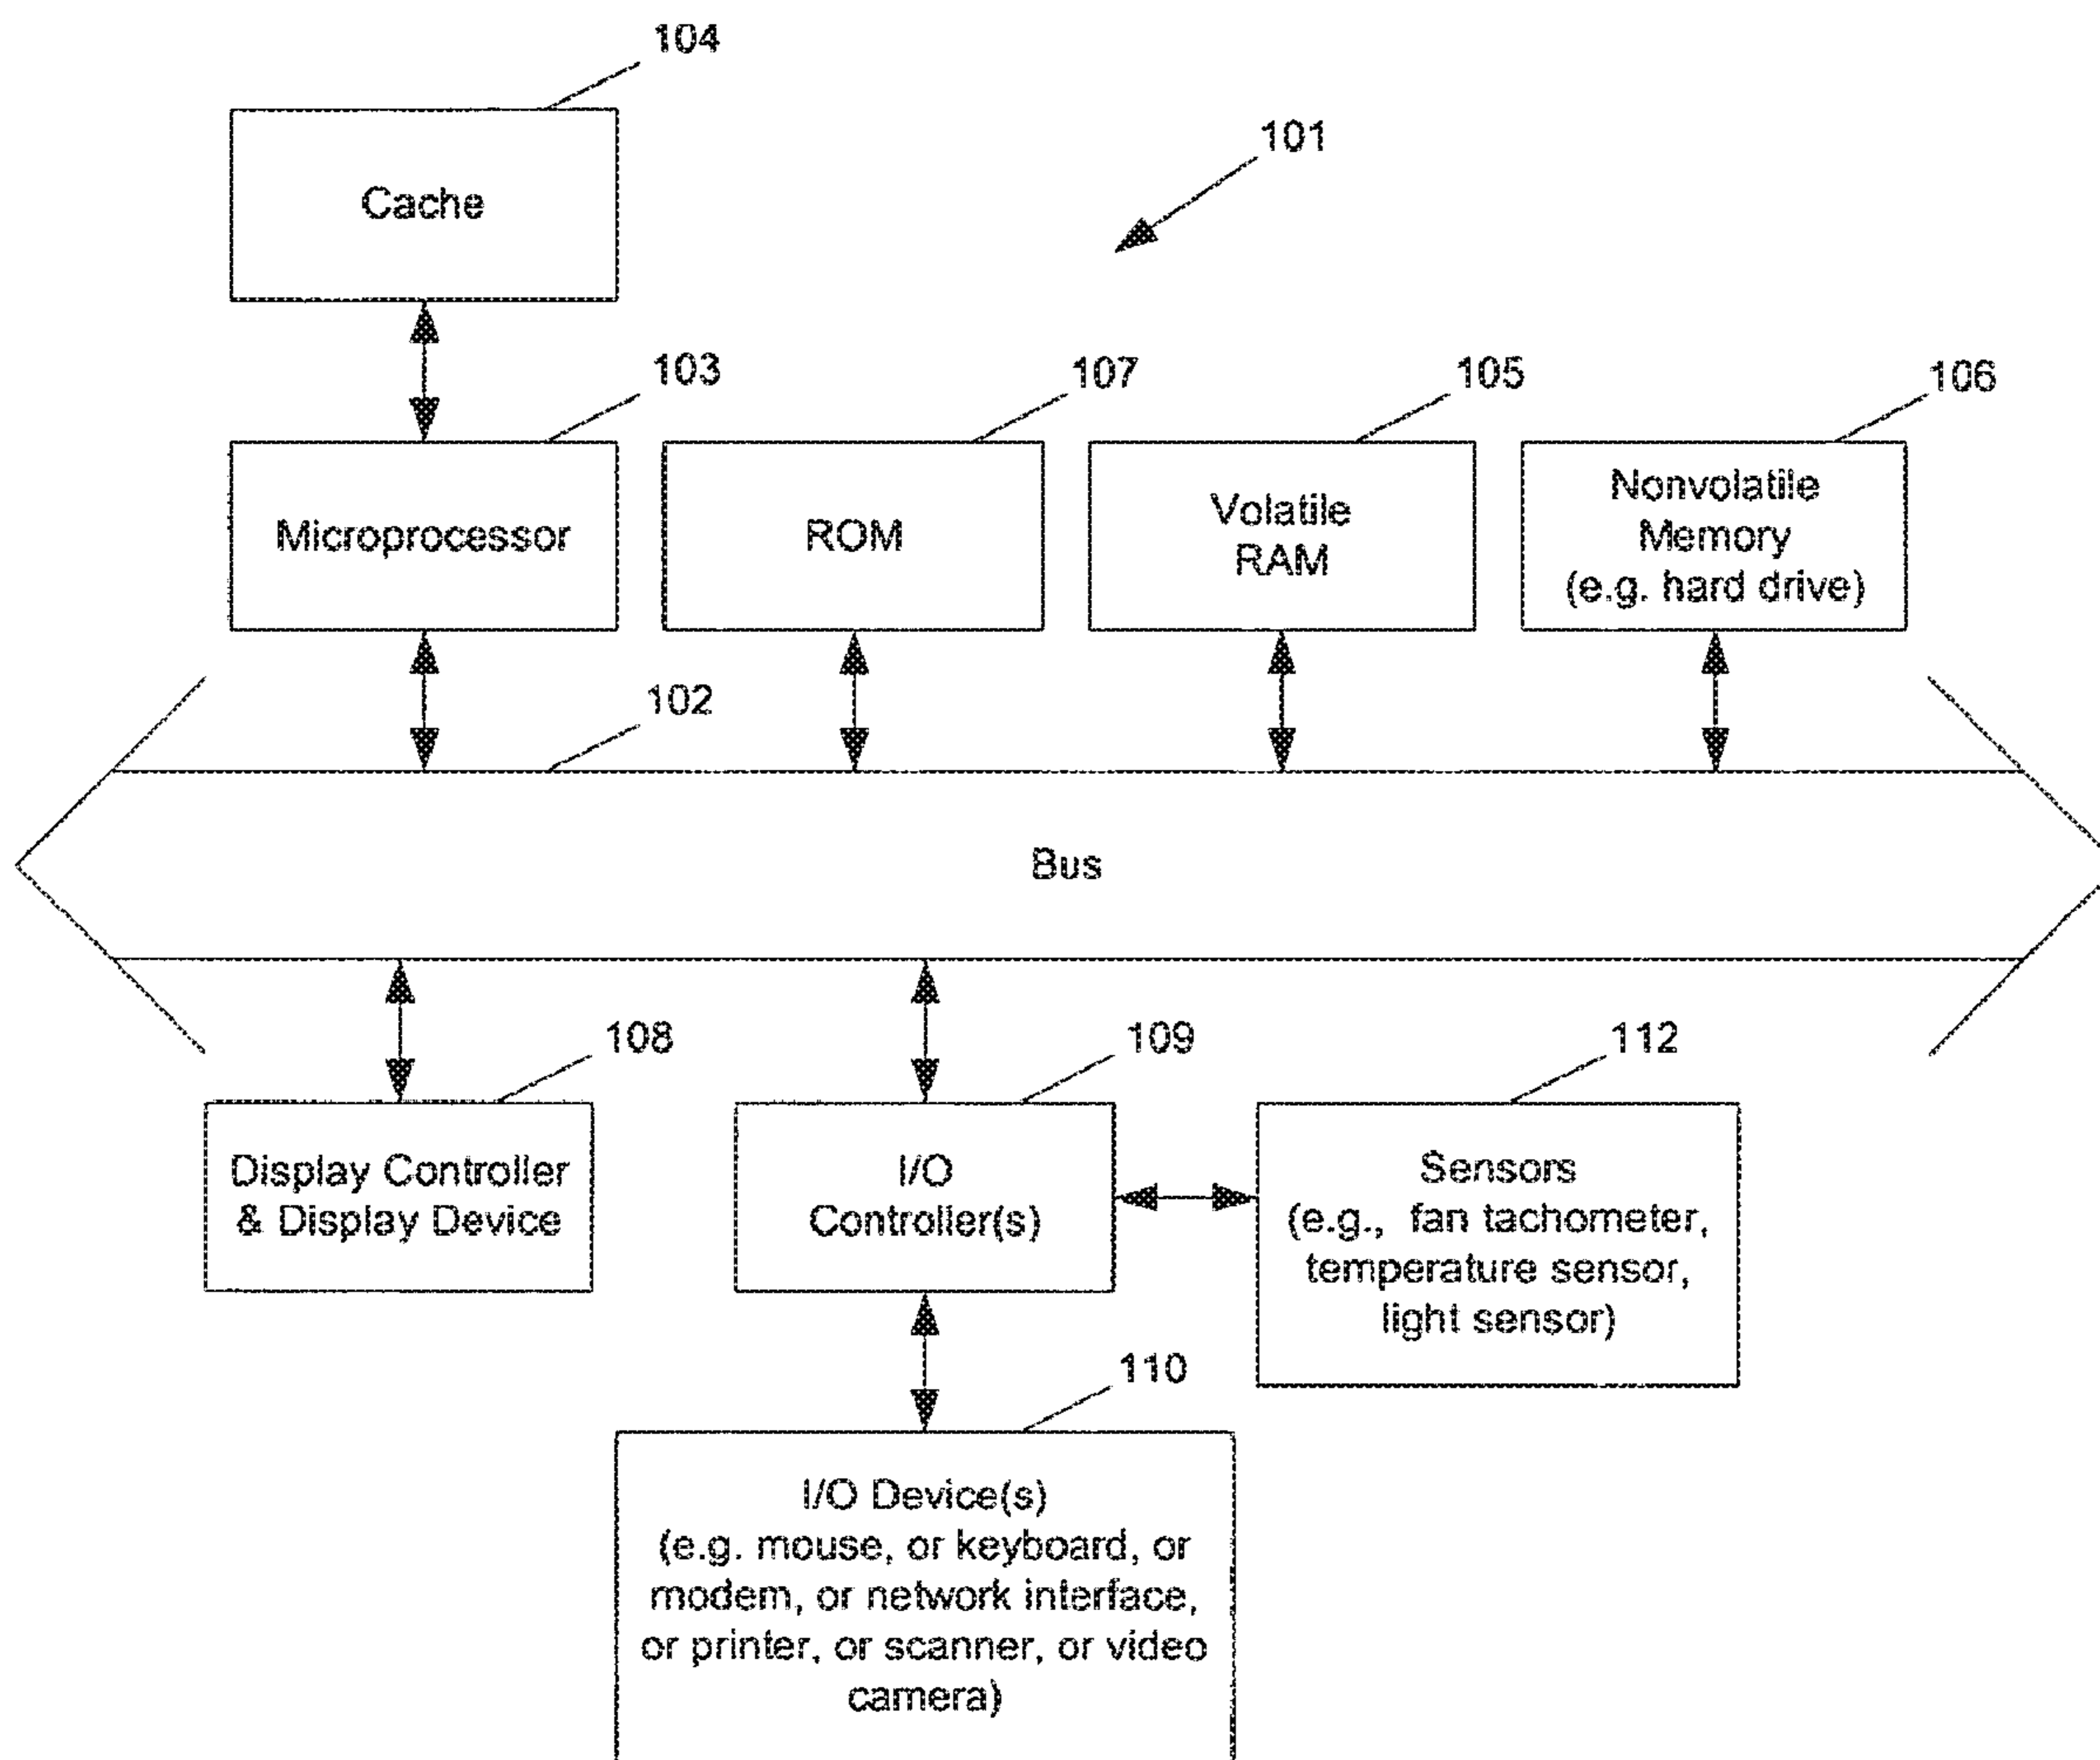 104
Cache
101
103
Microprocessor
107
ROM
105
Volatile
RAM
106
Nonvolatile
Memory
(e.g. hard drive)
102
Bus
108
Display Controller
& Display Device
109
I/O
Controller(s)
112
Sensors
(e.g., fan tachometer,
temperature sensor,
light sensor)
110
I/O Device(s)
(e.g. mouse, or keyboard, or
modem, or network interface,
or printer, or scanner, or video
camera)